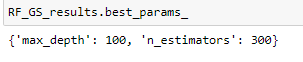 RF_GS_results.best_params_
{'max_depth': 100, 'n_estimators': 300}